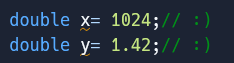 double x= 1024;// :)
double y= 1.42;// :)